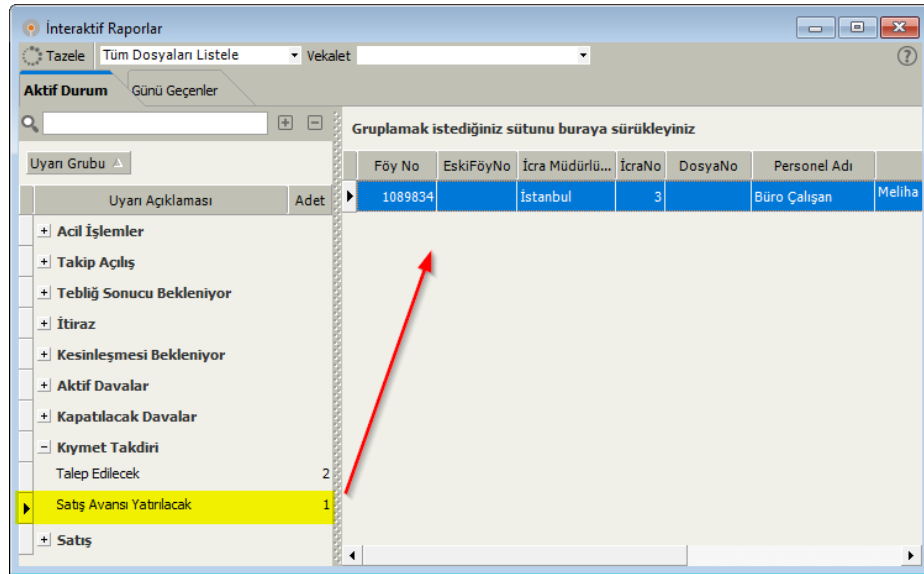 İnteraktif Raporlar
Tazele Tüm Dosyaları Listele Vekalet
Aktif Durum Günü Geçenler
Gruplamak istediğiniz sütunu buraya sürükleyiniz
Uyarı Grubu
Föy No EskiFöyNo İcra Müdürlü... İcraNo DosyaNo Personel Adı
Uyarı Açıklaması Adet
1089834 İstanbul 3 Büro Çalışan Meliha
Acil İşlemler
Takip Açılış
Tebliğ Sonucu Bekleniyor
İtiraz
Kesinleşmesi Bekleniyor
Aktif Davalar
Kapatılacak Davalar
Kıymet Takdiri
Talep Edilecek 2
Satış Avansı Yatırılacak 1
Satış